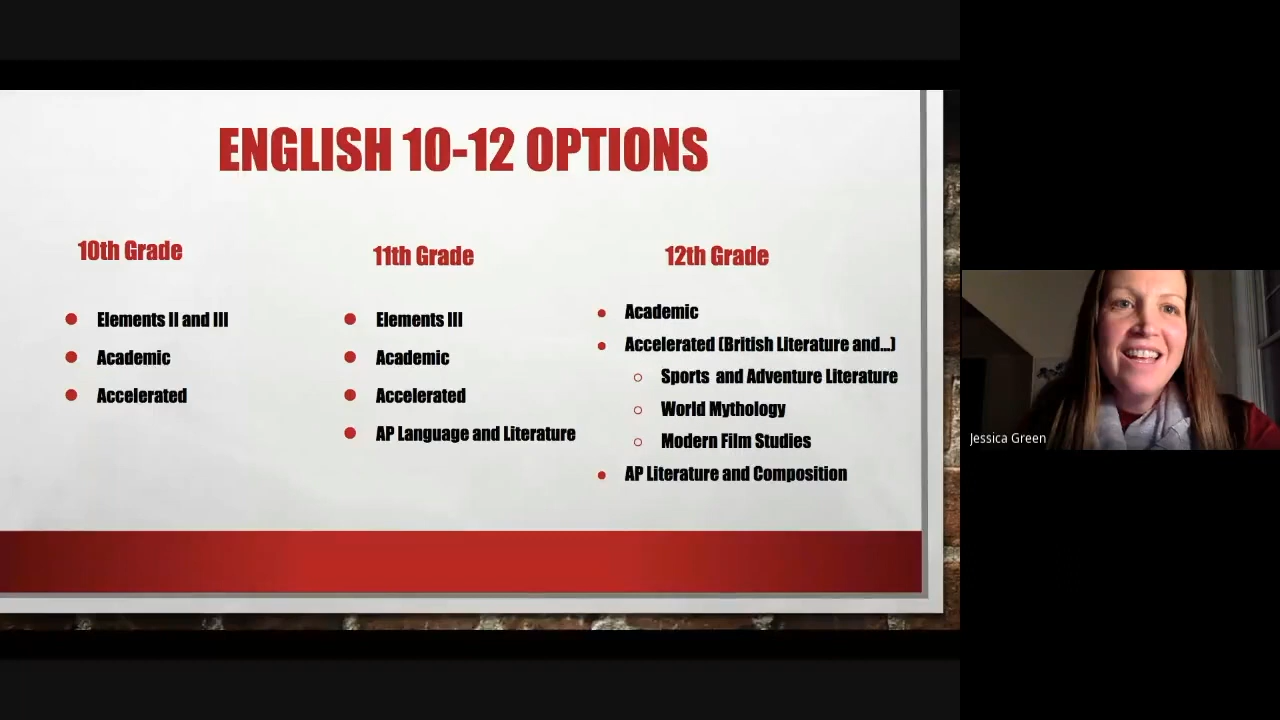 ENGLISH 10-12 OPTIONS
10th Grade
Elements II and III
Academic
Accelerated
11th Grade
Elements III
Academic
Accelerated
AP Language and Literature
12th Grade
Academic
Accelerated (British Literature and...)
Sports and Adventure Literature
World Mythology
Modern Film Studies
AP Literature and Composition
Jessica Green